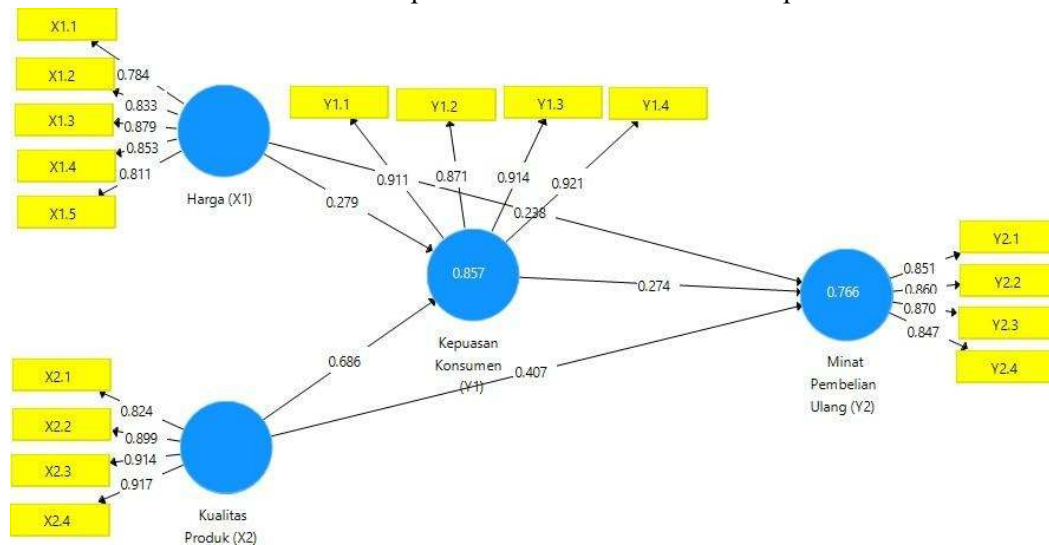 X1.1
X1.2
X1.3
X1.4
X1.5
0.784
0.833
0.879
0.853
0.811
Harga (X1)
Y1.1
Y1.2
Y1.3
Y1.4
0.911
0.871
0.914
0.921
0.279
0.238
0.857
Kepuasan
Konsumen
(Y1)
0.274
0.686
0.407
0.766
Minat
Pembelian
Ulang (Y2)
0.851
0.860
0.870
0.847
Y2.1
Y2.2
Y2.3
Y2.4
X2.1
X2.2
X2.3
X2.4
0.824
0.899
0.914
0.917
Kualitas
Produk (X2)